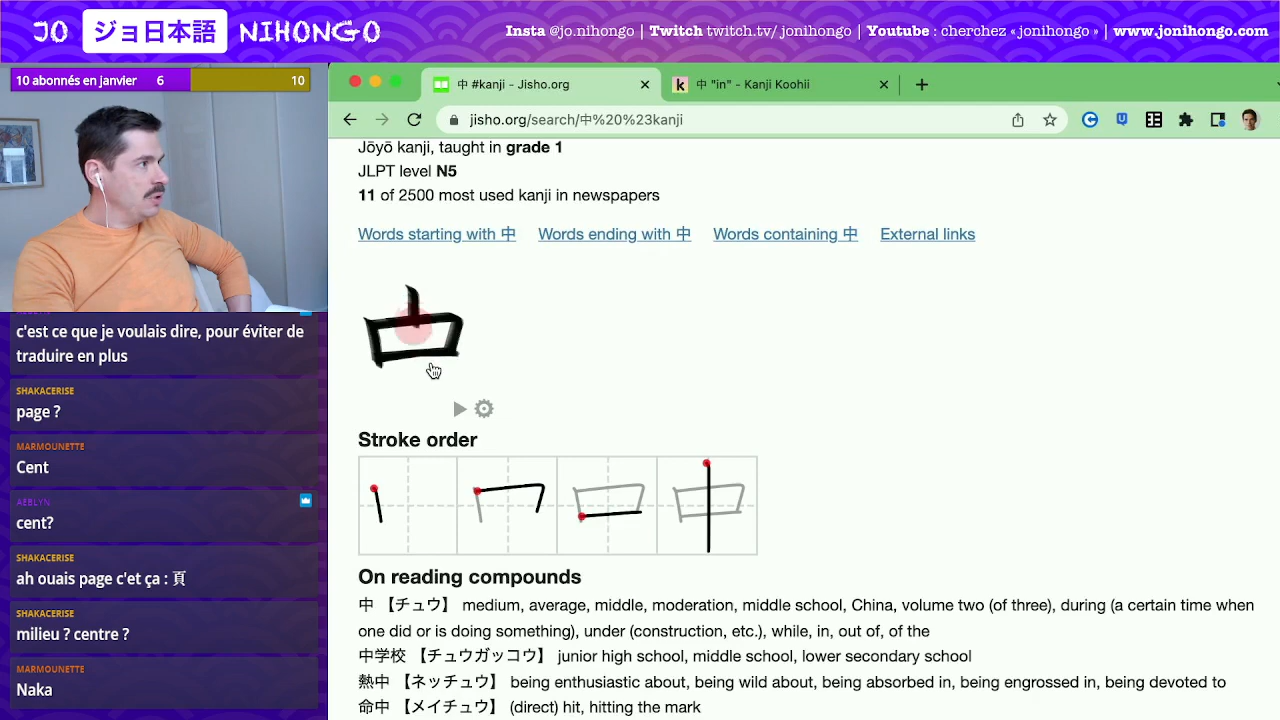 JO ジョ日本語 NIHONGO
Insta @jo.nihongo | Twitch twitch.tv/ jonihongo | Youtube : cherchez « jonihongo » | www.jonihongo.com
10 abonnés en janvier 6 10
中 #kanji - Jisho.org
k 中 "in" - Kanji Koohii
jisho.org/search/中%20%23kanji
Jōyō kanji, taught in grade 1
JLPT level N5
11 of 2500 most used kanji in newspapers
Words starting with 中 Words ending with 中 Words containing 中 External links
Stroke order
On reading compounds
中 【チュウ】 medium, average, middle, moderation, middle school, China, volume two (of three), during (a certain time when
one did or is doing something), under (construction, etc.), while, in, out of, of the
中学校 【チュウガッコウ】 junior high school, middle school, lower secondary school
熱中 【ネッチュウ】 being enthusiastic about, being wild about, being absorbed in, being engrossed in, being devoted to
命中 【メイチュウ】 (direct) hit, hitting the mark
c'est ce que je voulais dire, pour éviter de
traduire en plus
SHAKACERISE
page ?
MARMOUNETTE
Cent
AEBLYN
cent?
SHAKACERISE
ah ouais page c'est ça : 頁
SHAKACERISE
milieu ? centre ?
MARMOUNETTE
Naka